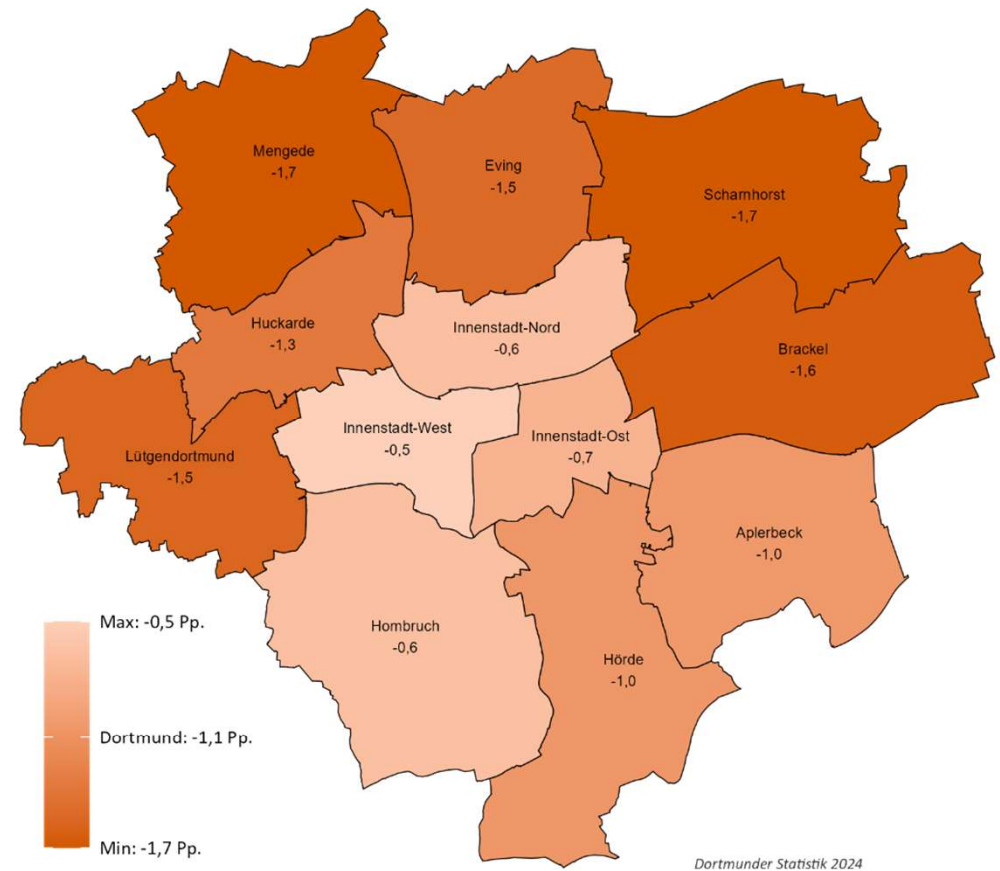 Mengede
-1,7
Eving
-1,5
Scharnhorst
-1,7
Huckarde
-1,3
Innenstadt-Nord
-0,6
Brackel
-1,6
Lütgendortmund
-1,5
Innenstadt-West
-0,5
Innenstadt-Ost
-0,7
Aplerbeck
-1,0
Hombruch
-0,6
Hörde
-1,0
Max: -0,5 Pp.
Dortmund: -1,1 Pp.
Min: -1,7 Pp.
Dortmunder Statistik 2024